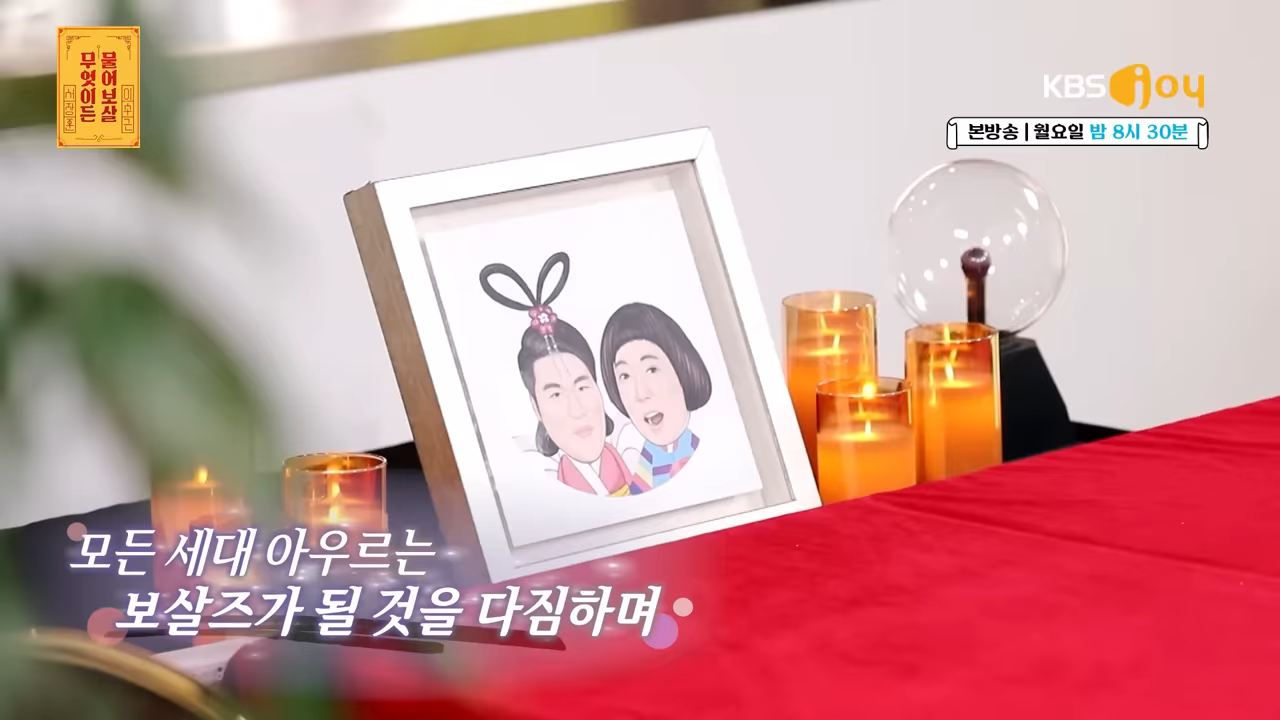 무엇이든
물어보살
서장훈
이수근
KBS joy
본방송 | 월요일 밤 8시 30분
모든 세대 아우르는
보살즈가 될 것을 다짐하며